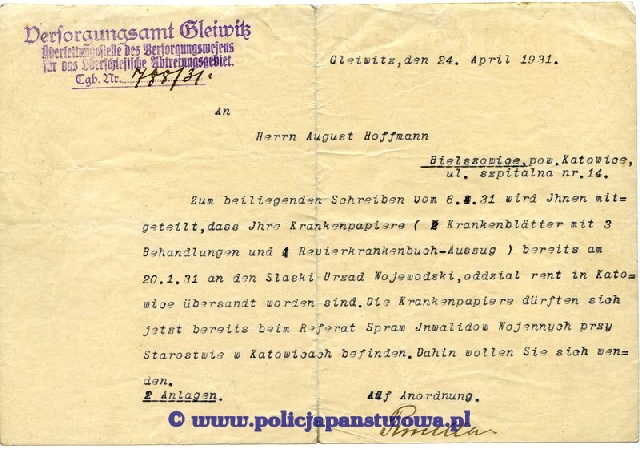 Versorgungsamt Gleiwitz
Überleitungsstelle des Versorgungswesens
für das Oberschlesische Abtretungsgebiet.
Tgb. Nr. 788/31.
Gleiwitz, den 24. April 1931.
An
Herrn August Hoffmann
Bielszowice, pow. Katowice,
ul. szpitalna nr. 14.
Zum beiliegenden Schreiben vom 31 wird Jhnen mit=
geteilt, dass Jhre Krankenpapiere ( Krankenblätter mit 3
Behandlungen und Revierkrankenbuch-Auszug ) bereits am
20.1.31 an den Slaski Urzad Wojewodski, oddzial rent in Kato=
wice übersandt worden sind. Die Krankenpapiere dürften sich
jetzt bereits beim Referat Spraw Jnwalidow Wojennych przy
Starostwie w Katowicach befinden. Dahin wollen Sie sich wen=
den.
2 Anlagen.
Auf Anordnung.
© www.policjapanstwowa.pl